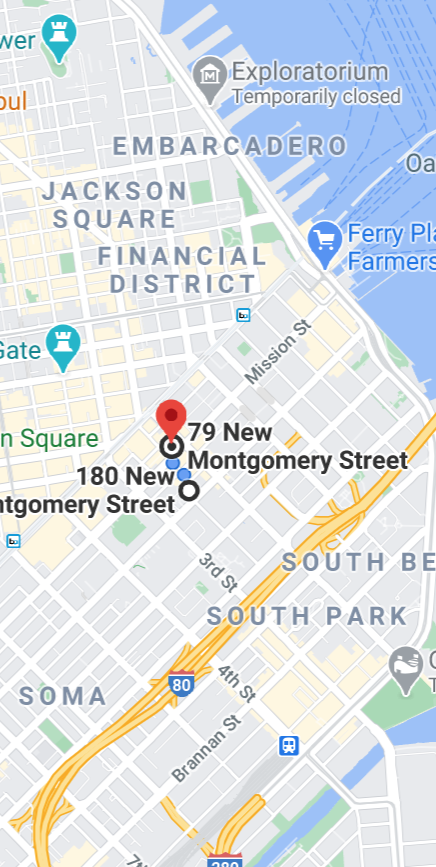 wer
Exploratorium
Temporarily closed
oul
EMBARCADERO
Oa
JACKSON
SQUARE
Ferry Pla
Farmers
FINANCIAL
DISTRICT
Gate
Mission St
n Square
79 New
Montgomery Street
180 New
ntgomery Street
3rd St
SOUTH BE
SOUTH PARK
80
4th St
C
T
SOMA
Brannan St
7th
280